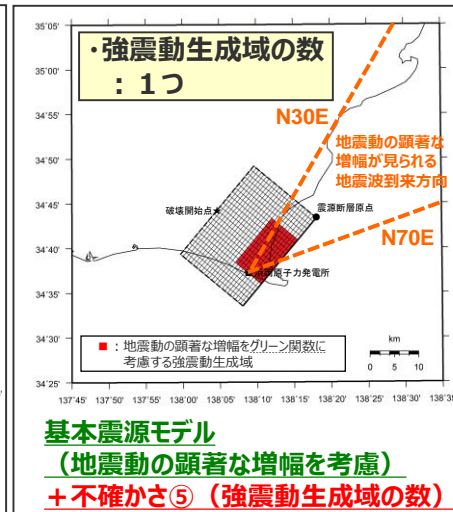 ・強震動生成域の数
：１つ
35°05'
35°00'
34°55'
34°50'
34°45'
34°40'
34°35'
34°30'
34°25'
N30E
地震動の顕著な
増幅が見られる
地震波到来方向
破壊開始点
震源断層原点
N70E
原子力発電所
■：地震動の顕著な増幅をグリーン関数に
考慮する強震動生成域
km
0 5 10
137°45' 137°50' 137°55' 138°00' 138°05' 138°10' 138°15' 138°20' 138°25' 138°30' 138°35'
基本震源モデル
（地震動の顕著な増幅を考慮）
＋不確かさ⑤（強震動生成域の数）